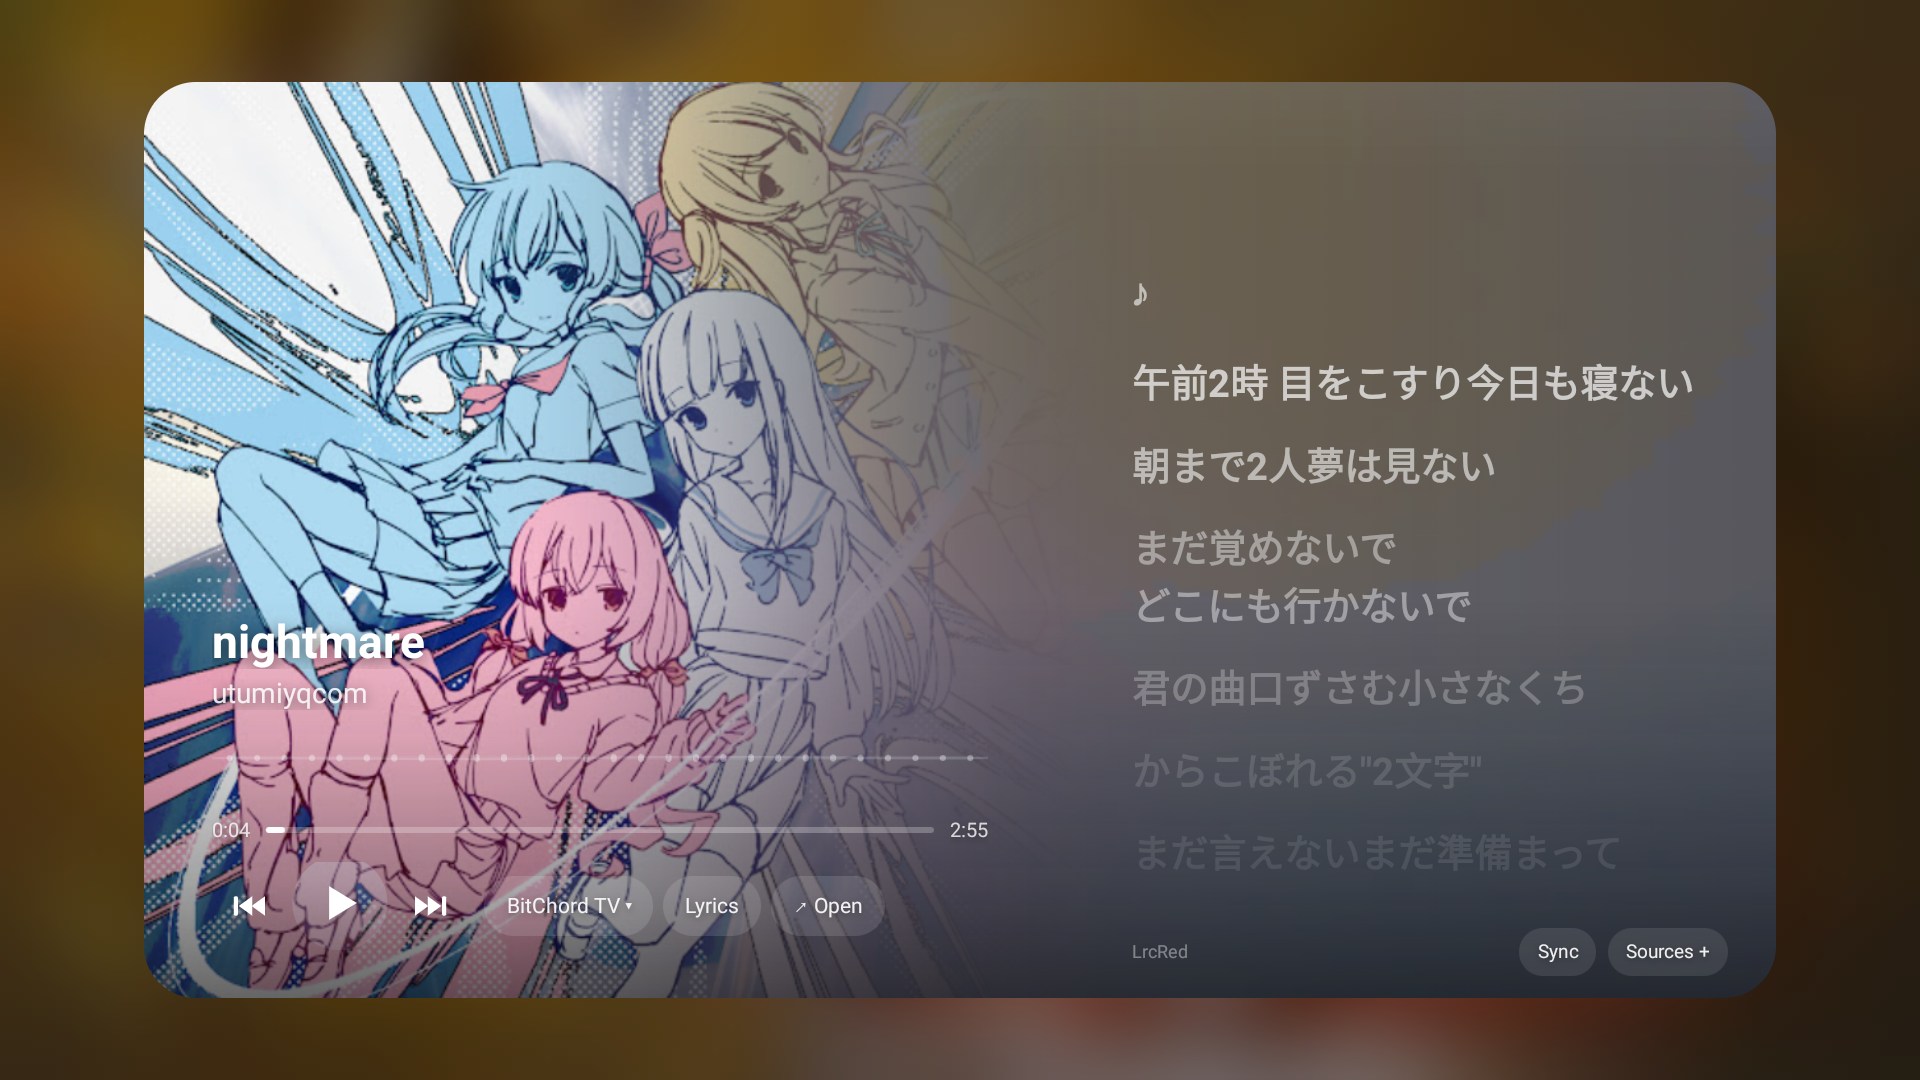 ♪
午前2時 目をこすり今日も寝ない
朝まで2人夢は見ない
まだ覚めないで
どこにも行かないで
君の曲口ずさむ小さなくち
からこぼれる"2文字"
まだ言えないまだ準備まって
nightmare
utumiyqcom
0:04
2:55
BitChord TV ▾
Lyrics
↗ Open
LrcRed
Sync
Sources +